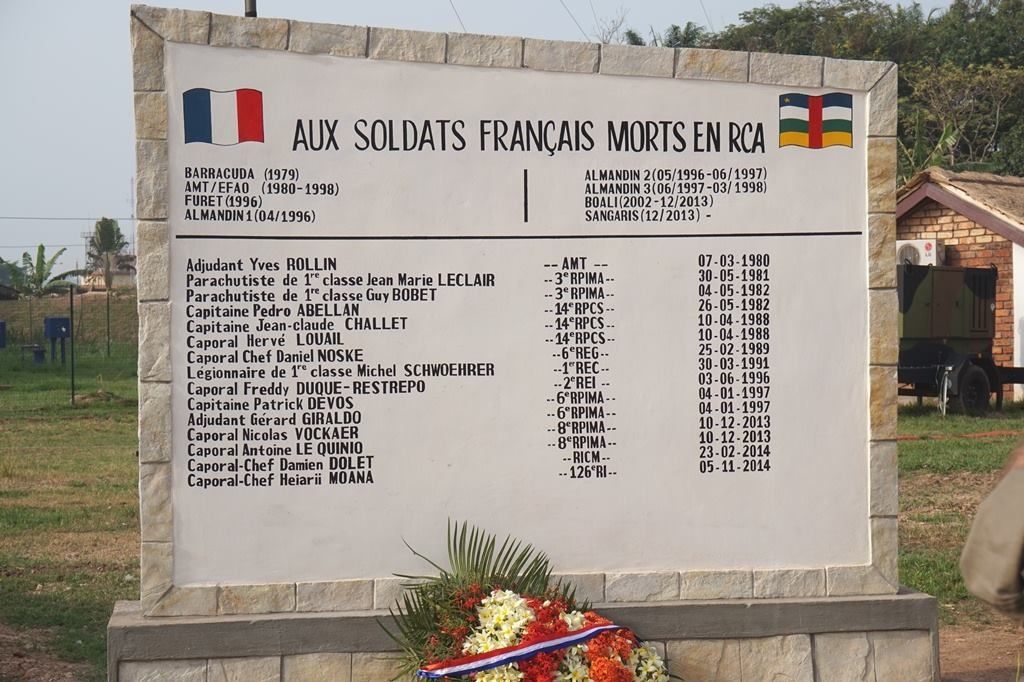 AUX SOLDATS FRANÇAIS MORTS EN RCA
BARRACUDA (1979)
AMT/EFAO (1980-1998)
FURET (1996)
ALMANDIN 1 (04/1996)
ALMANDIN 2 (05/1996-06/1997)
ALMANDIN 3 (06/1997-03/1998)
BOALI (2002-12/2013)
SANGARIS (12/2013) -
Adjudant Yves ROLLIN -- AMT -- 07-03-1980
Parachutiste de 1re classe Jean Marie LECLAIR --3eRPIMA-- 30-05-1981
Parachutiste de 1re classe Guy BOBET --3eRPIMA-- 04-05-1982
Capitaine Pedro ABELLAN --14eRPCS-- 26-05-1982
Capitaine Jean-claude CHALLET --14eRPCS-- 10-04-1988
Caporal Hervé LOUAIL --14eRPCS-- 10-04-1988
Caporal Chef Daniel NOSKE --6eREG-- 25-02-1989
Légionnaire de 1re classe Michel SCHWOEHRER --1eREC-- 30-03-1991
Caporal Freddy DUQUE-RESTREPO --2eREI-- 03-06-1996
Capitaine Patrick DEVOS --6eRPIMA-- 04-01-1997
Adjudant Gérard GIRALDO --6eRPIMA-- 04-01-1997
Caporal Nicolas VOCKAER --8eRPIMA-- 10-12-2013
Caporal Antoine LE QUINIO --8eRPIMA-- 10-12-2013
Caporal-Chef Damien DOLET --RICM-- 23-02-2014
Caporal-Chef Heiarii MOANA --126eRI-- 05-11-2014
LG